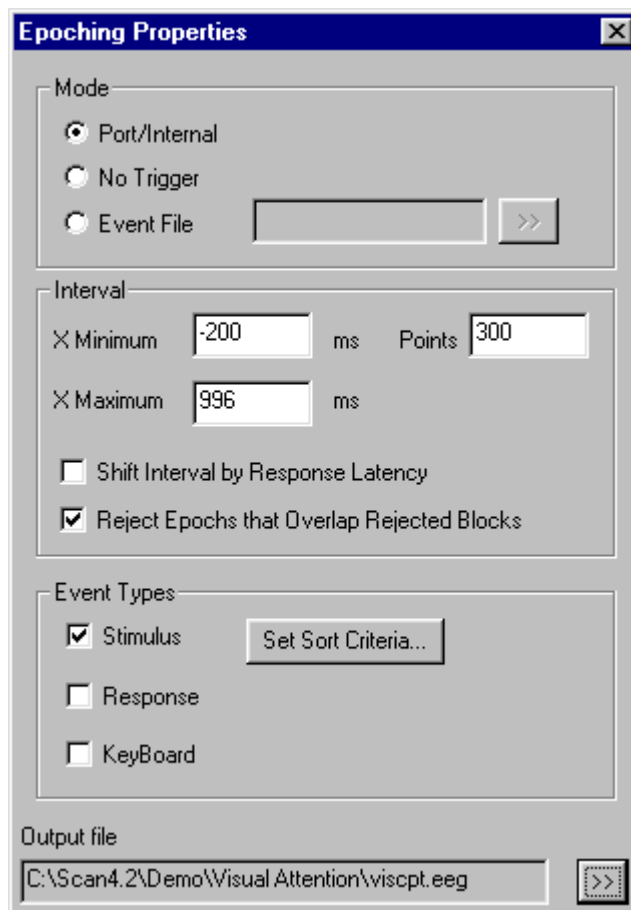 Epoching Properties
Mode
Port/Internal
No Trigger
Event File >>
Interval
X Minimum -200 ms Points 300
X Maximum 996 ms
Shift Interval by Response Latency
Reject Epochs that Overlap Rejected Blocks
Event Types
Stimulus Set Sort Criteria...
Response
KeyBoard
Output file
C:\Scan4.2\Demo\Visual Attention\viscpt.eeg >>